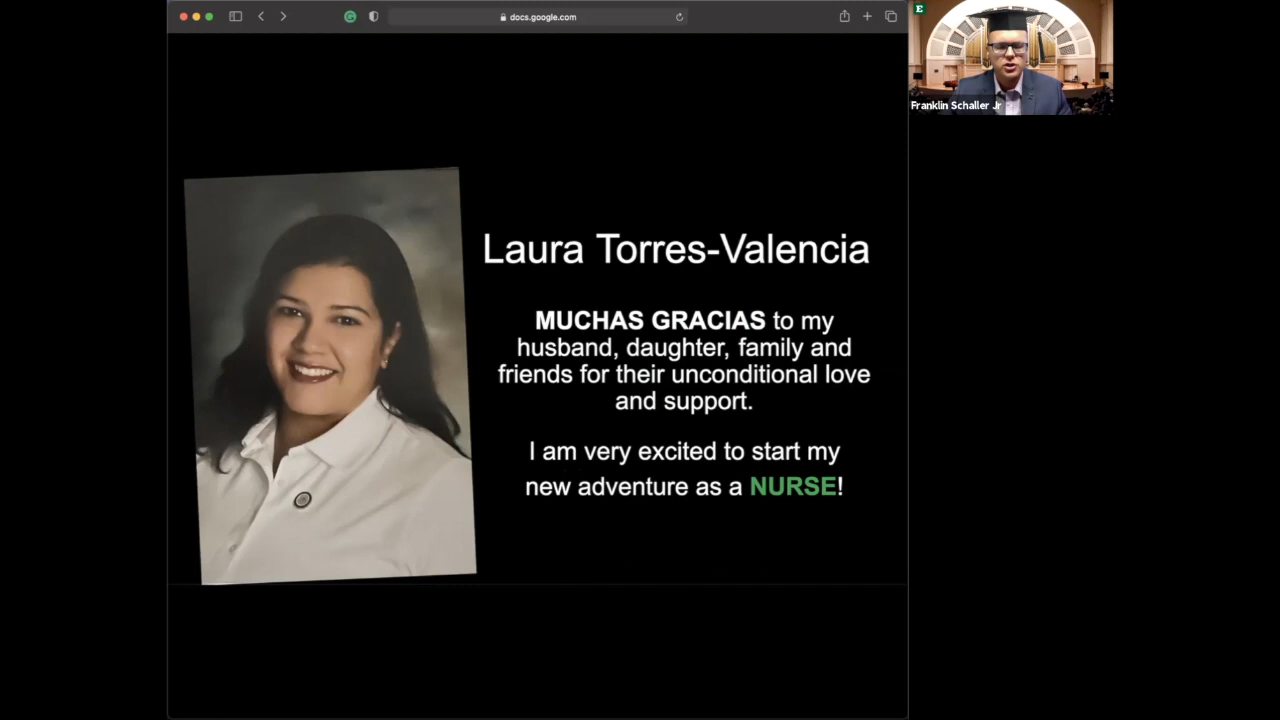 docs.google.com
E
Franklin Schaller Jr
Laura Torres-Valencia
MUCHAS GRACIAS to my
husband, daughter, family and
friends for their unconditional love
and support.
I am very excited to start my
new adventure as a NURSE!